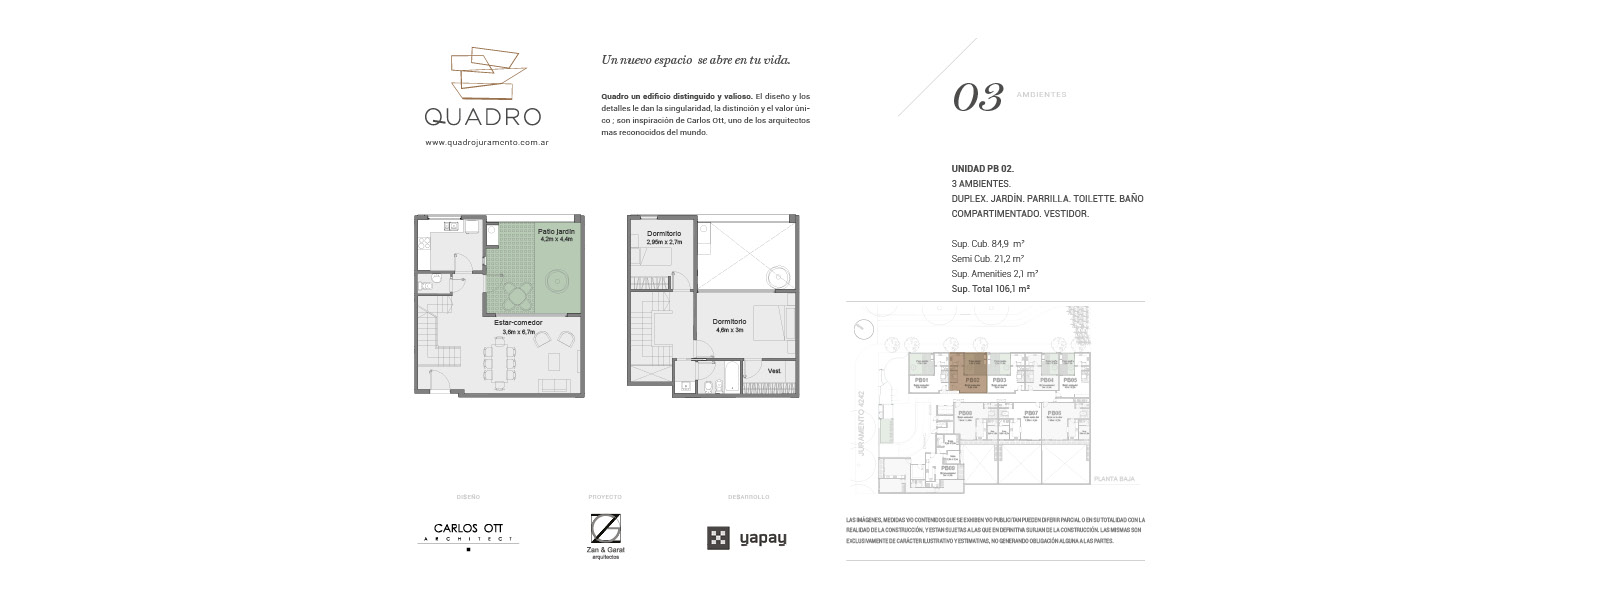 QUADRO
www.quadrojuramento.com.ar
Un nuevo espacio se abre en tu vida.
Quadro un edificio distinguido y valioso. El diseño y los
detalles le dan la singularidad, la distinción y el valor úni-
co ; son inspiración de Carlos Ott, uno de los arquitectos
mas reconocidos del mundo.
03 AMBIENTES
UNIDAD PB 02.
3 AMBIENTES.
DUPLEX. JARDÍN. PARRILLA. TOILETTE. BAÑO
COMPARTIMENTADO. VESTIDOR.
Sup. Cub. 84,9 m²
Semi Cub. 21,2 m²
Sup. Amenities 2,1 m²
Sup. Total 106,1 m²
Patio jardín
4,2m x 4,4m
Estar-comedor
3,6m x 6,7m
Dormitorio
2,95m x 2,7m
Dormitorio
4,6m x 3m
Vest.
PB01
PB02
PB03
PB04
PB05
PB06
PB07
PB08
JURAMENTO 4242
PLANTA BAJA
DISEÑO
CARLOS OTT
ARCHITECT
PROYECTO
Zan & Garat
arquitectos
DESARROLLO
yapay
LAS IMÁGENES, MEDIDAS Y/O CONTENIDOS QUE SE EXHIBEN Y/O PUBLICITAN PUEDEN DIFERIR PARCIAL O EN SU TOTALIDAD CON LA
REALIDAD DE LA CONSTRUCCIÓN, Y ESTAN SUJETAS A LAS QUE EN DEFINITIVA SURJAN DE LA CONSTRUCCIÓN. LAS MISMAS SON
EXCLUSIVAMENTE DE CARÁCTER ILUSTRATIVO Y ESTIMATIVAS, NO GENERANDO OBLIGACIÓN ALGUNA A LAS PARTES.